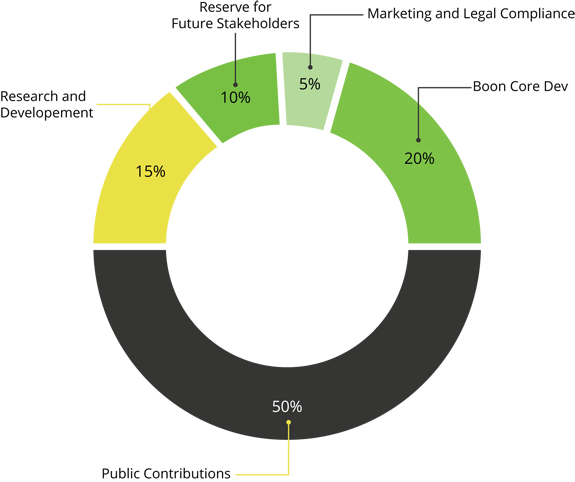 Reserve for
Future Stakeholders
Marketing and Legal Compliance
Research and
Developement
Boon Core Dev
10%
5%
15%
20%
50%
Public Contributions